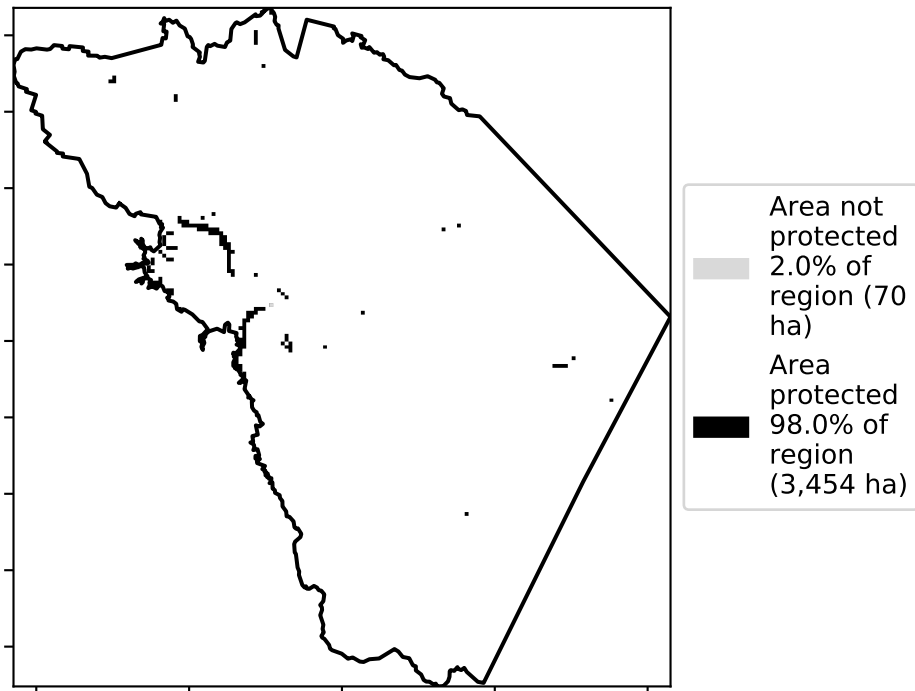 Area not
protected
2.0% of
region (70
ha)
Area
protected
98.0% of
region
(3,454 ha)